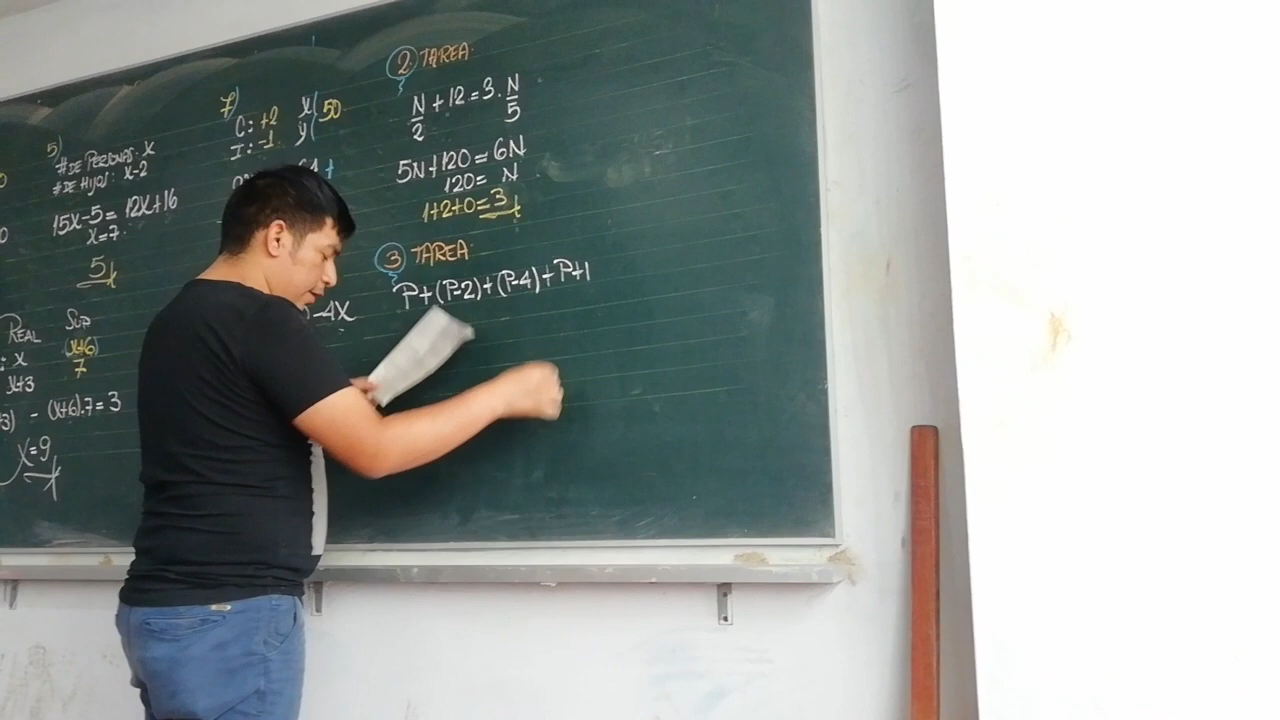 5)
# DE PERSONAS: X
# DE HIJOS: X-2
15X-5= 12X+16
X=7.
5
REAL SUP
: X (X+6)
X+3 7
+3) - (X+6).7=3
X=9
7)
C: +2
I: -1
X
y
50
-4X
2 TAREA.
N/2 + 12 = 3. N/5
5N+120=6N
120= N
1+2+0=3
3 TAREA.
P+(P-2)+(P-4)+P+1